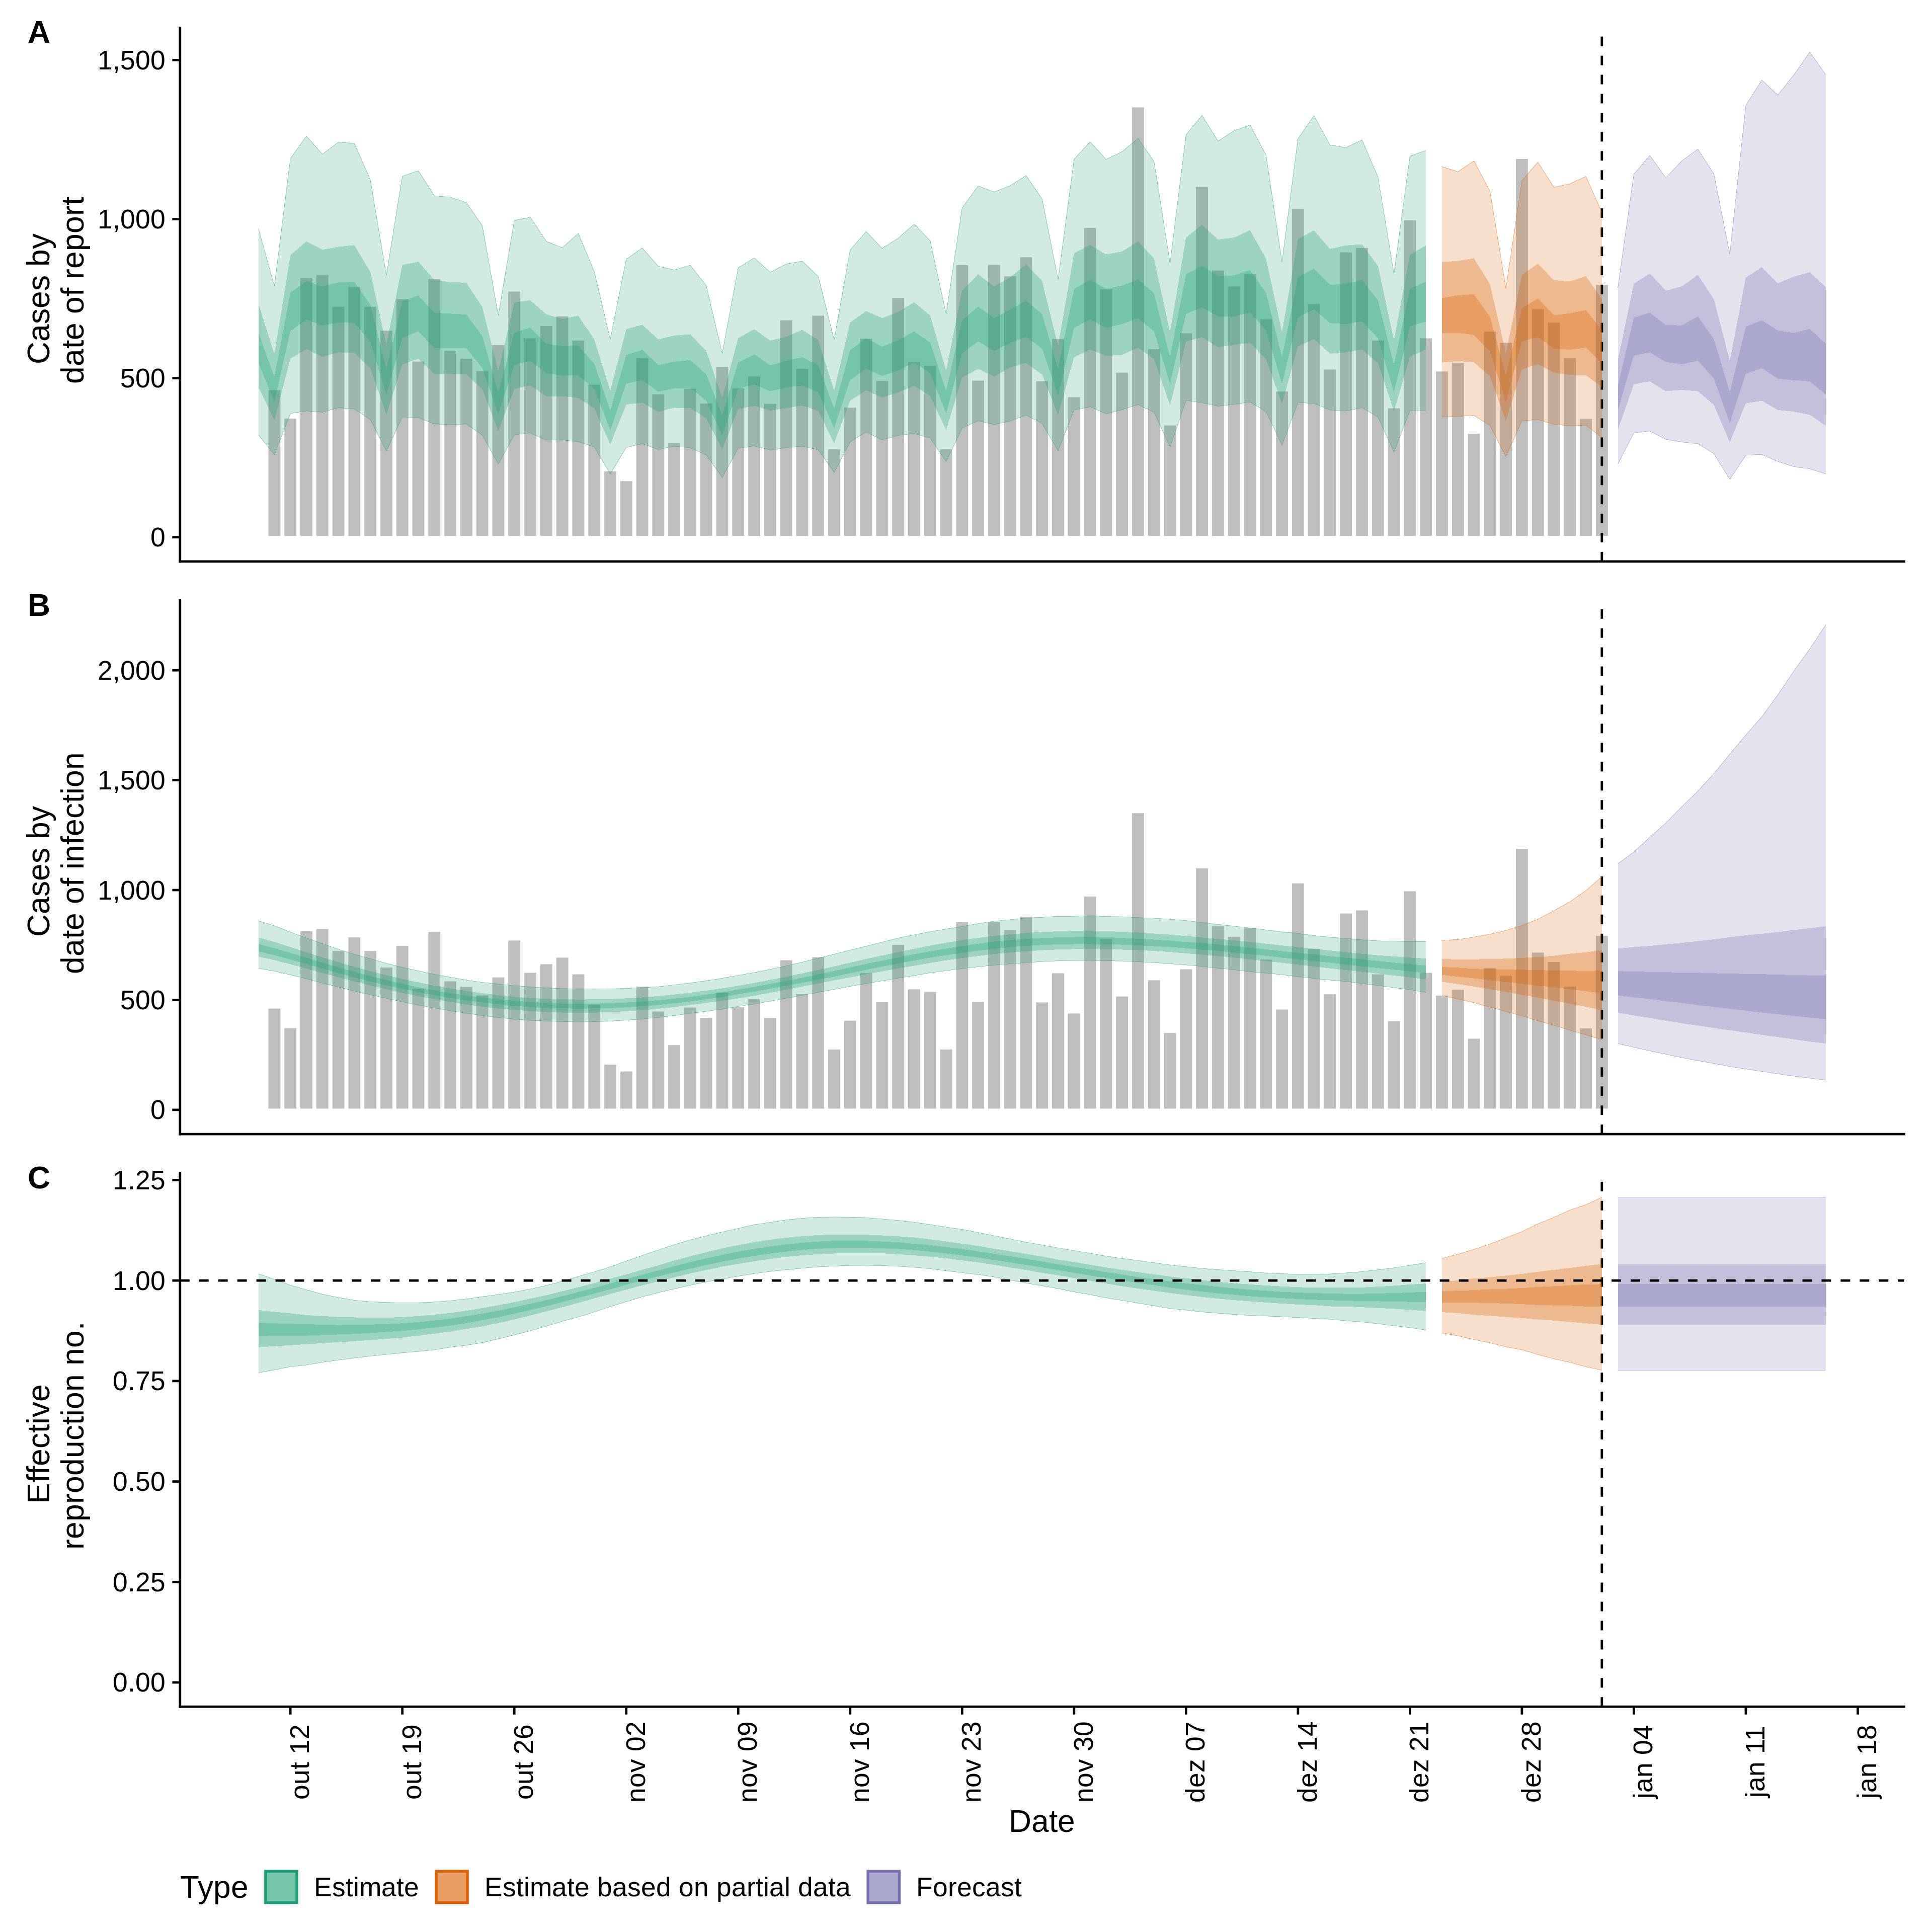 A
1,500
1,000
500
0
Cases by
date of report
B
2,000
1,500
1,000
500
0
Cases by
date of infection
C
1.25
1.00
0.75
0.50
0.25
0.00
Effective
reproduction no.
out 12
out 19
out 26
nov 02
nov 09
nov 16
nov 23
nov 30
dez 07
dez 14
dez 21
dez 28
jan 04
jan 11
jan 18
Date
Type Estimate Estimate based on partial data Forecast